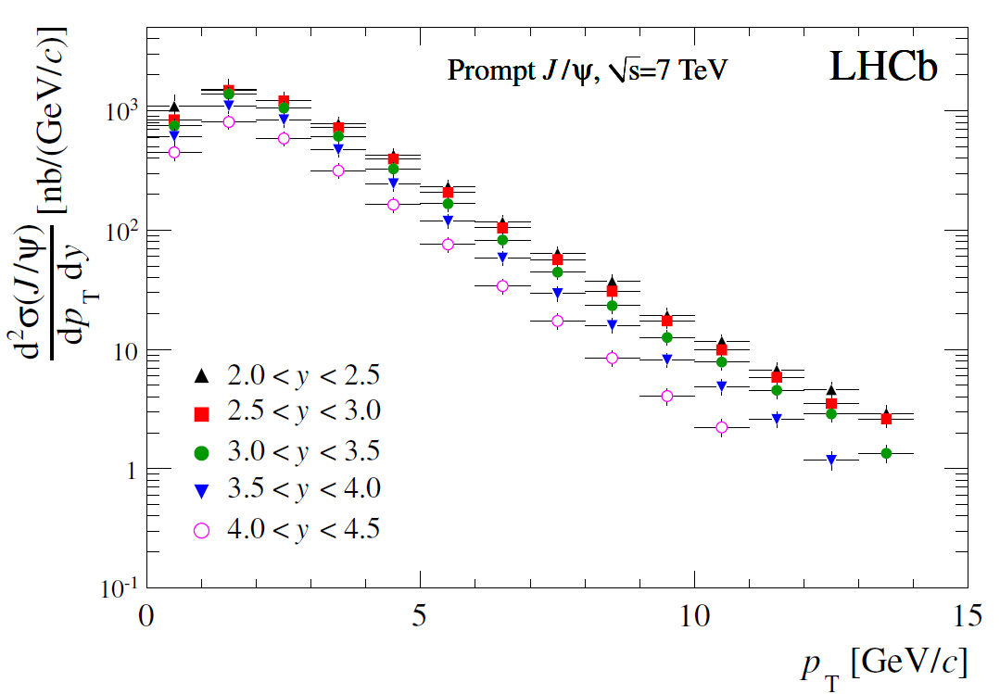 d²σ(J/ψ)
dp_T dy
[nb/(GeV/c)]
Prompt J/ψ, √s=7 TeV
LHCb
10³
10²
10
1
10⁻¹
2.0 < y < 2.5
2.5 < y < 3.0
3.0 < y < 3.5
3.5 < y < 4.0
4.0 < y < 4.5
0 5 10 15
p_T [GeV/c]